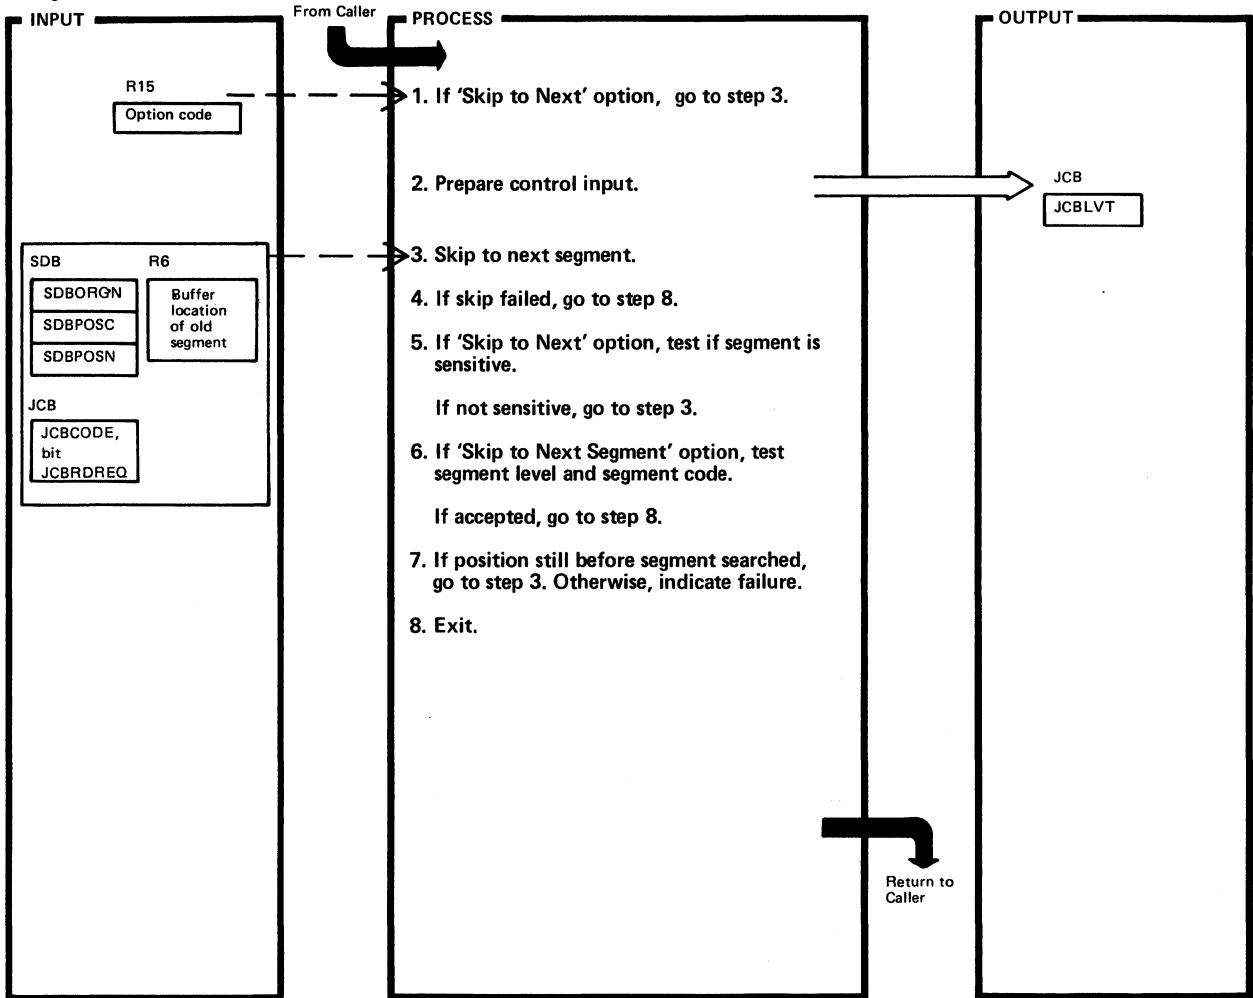 From Caller
INPUT
PROCESS
OUTPUT
R15
Option code
1. If 'Skip to Next' option, go to step 3.
2. Prepare control input.
JCB
JCBLVT
SDB
R6
SDBORGN
SDBPOSC
SDBPOSN
Buffer
location
of old
segment
JCB
JCBCODE,
bit
JCBRDREQ
3. Skip to next segment.
4. If skip failed, go to step 8.
5. If 'Skip to Next' option, test if segment is
sensitive.
If not sensitive, go to step 3.
6. If 'Skip to Next Segment' option, test
segment level and segment code.
If accepted, go to step 8.
7. If position still before segment searched,
go to step 3. Otherwise, indicate failure.
8. Exit.
Return to
Caller